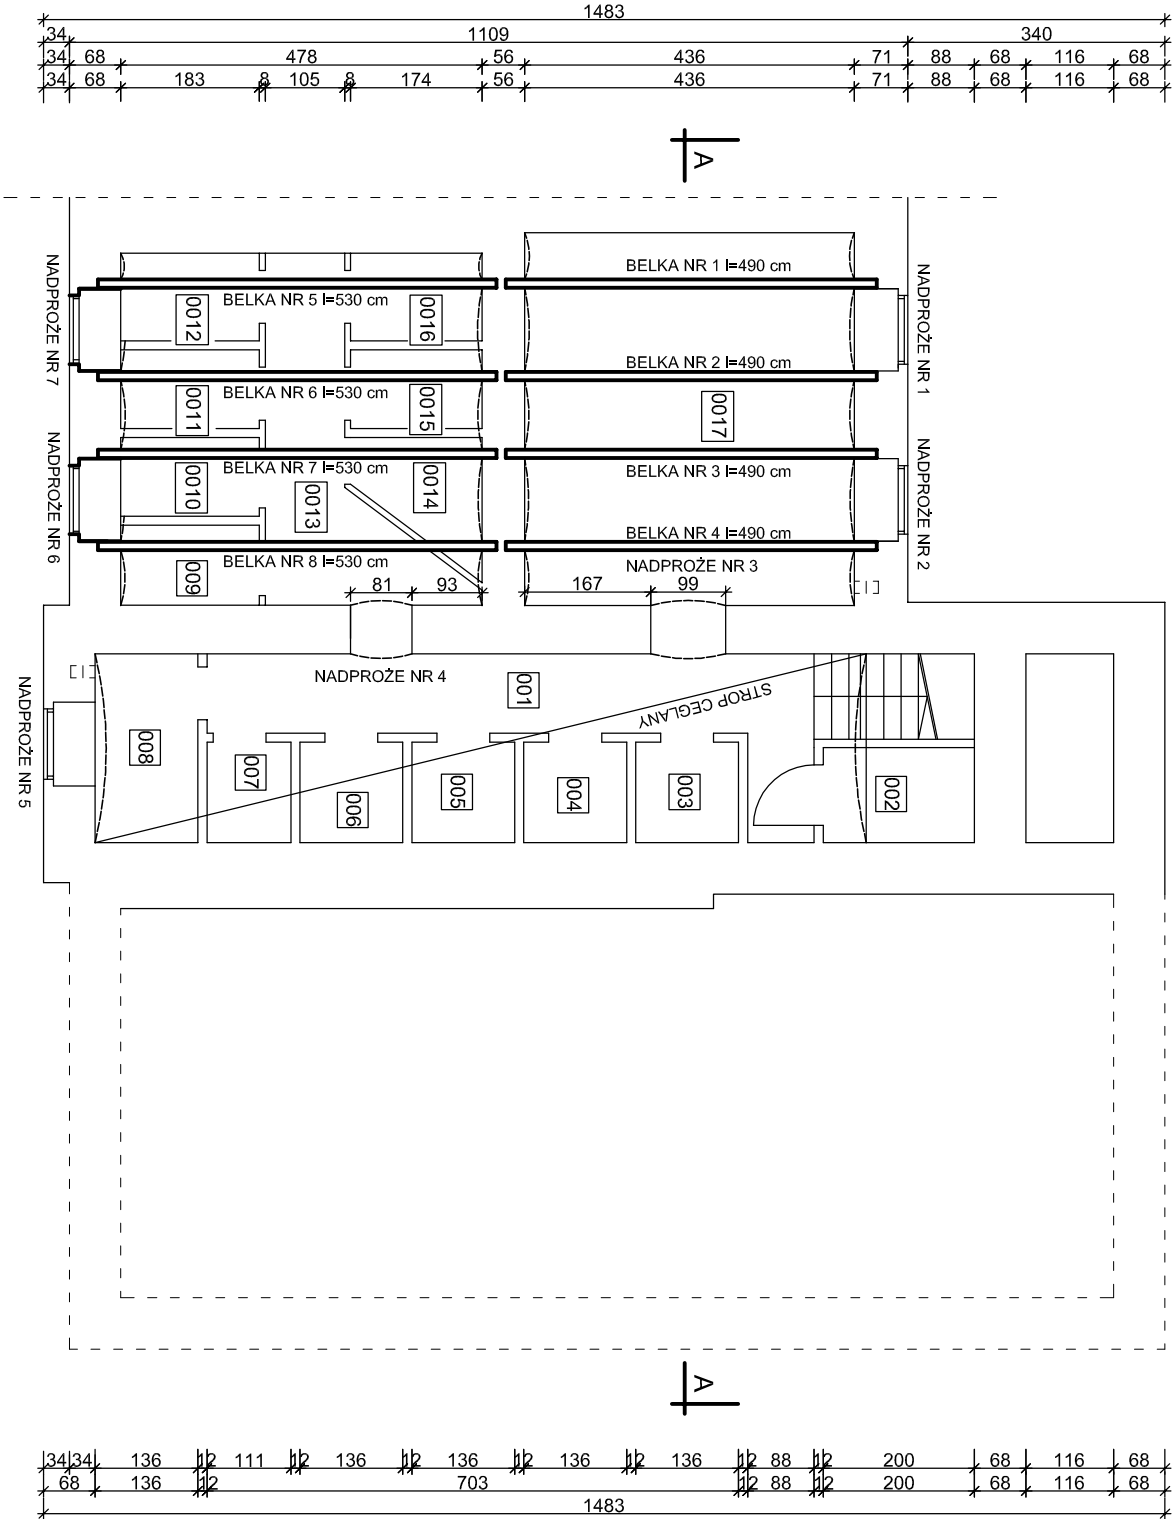 1483
34 1109 340
34 68 478 56 436 71 88 68 116 68
34 68 183 8 105 8 174 56 436 71 88 68 116 68
A
NADPROŻE NR 7
NADPROŻE NR 1
BELKA NR 1 l=490 cm
BELKA NR 5 l=530 cm
0012
0016
BELKA NR 2 l=490 cm
BELKA NR 6 l=530 cm
0011
0015
0017
NADPROŻE NR 6
NADPROŻE NR 2
BELKA NR 7 l=530 cm
BELKA NR 3 l=490 cm
0010
0013
0014
BELKA NR 4 l=490 cm
BELKA NR 8 l=530 cm
NADPROŻE NR 3
009
81 93 167 99
NADPROŻE NR 4
001
STROP CEGLANY
NADPROŻE NR 5
008
007
006
005
004
003
002
A
34 34 136 12 111 12 136 12 136 12 136 12 136 12 88 12 200 68 116 68
68 136 12 703 12 88 12 200 68 116 68
1483